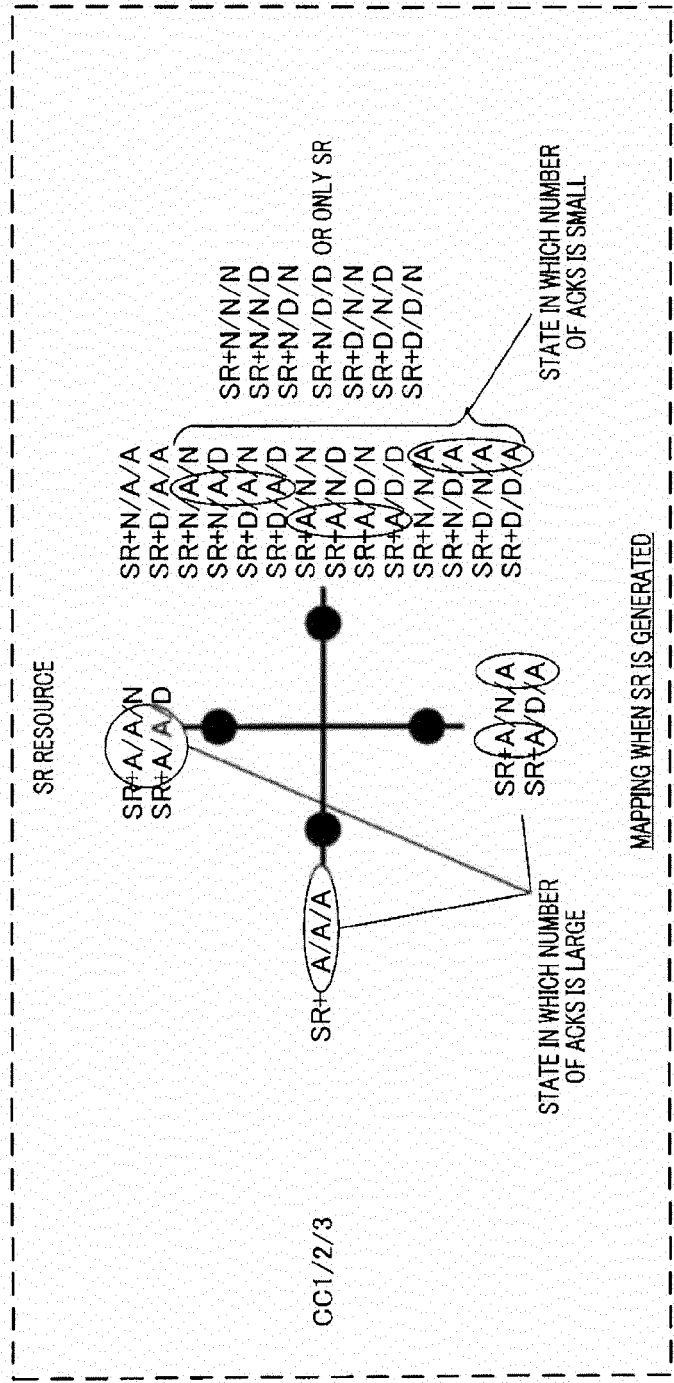 SR RESOURCE
CC1/2/3
SR+A/A/A
SR+A/A/N
SR+A/A/D
SR+A/N/A
SR+A/D/A
SR+N/A/A
SR+D/A/A
SR+N/A/N
SR+N/A/D
SR+D/A/N
SR+D/A/D
SR+A/N/N
SR+A/N/D
SR+A/D/N
SR+A/D/D
SR+N/N/A
SR+N/D/A
SR+D/N/A
SR+D/D/A
SR+N/N/N
SR+N/N/D
SR+N/D/N
SR+N/D/D OR ONLY SR
SR+D/N/N
SR+D/N/D
SR+D/D/N
STATE IN WHICH NUMBER
OF ACKS IS LARGE
STATE IN WHICH NUMBER
OF ACKS IS SMALL
MAPPING WHEN SR IS GENERATED